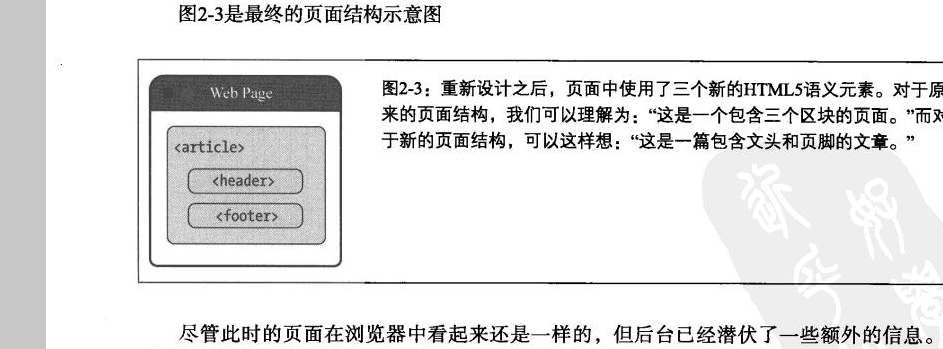 图2-3是最终的页面结构示意图
Web Page
<article>
<header>
<footer>
图2-3：重新设计之后，页面中使用了三个新的HTML5语义元素。对于原
来的页面结构，我们可以理解为：“这是一个包含三个区块的页面。”而对
于新的页面结构，可以这样想：“这是一篇包含文头和页脚的文章。”
尽管此时的页面在浏览器中看起来还是一样的，但后台已经潜伏了一些额外的信息。